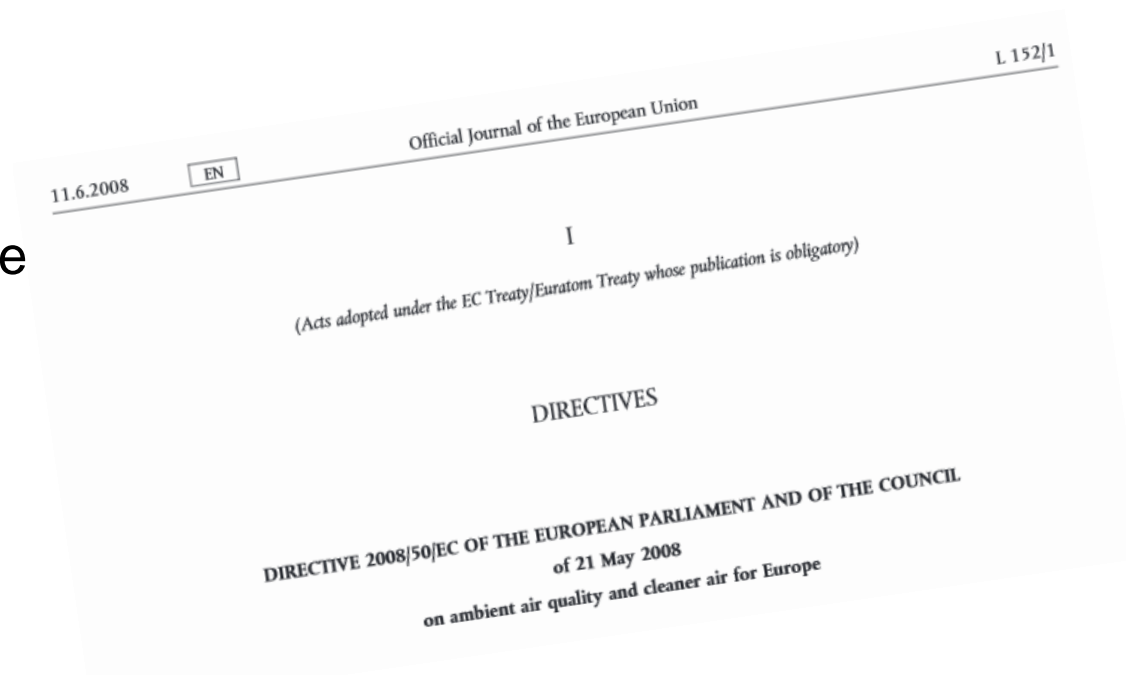 11.6.2008 EN Official Journal of the European Union L 152/1
e
I
(Acts adopted under the EC Treaty/Euratom Treaty whose publication is obligatory)
DIRECTIVES
DIRECTIVE 2008/50/EC OF THE EUROPEAN PARLIAMENT AND OF THE COUNCIL
of 21 May 2008
on ambient air quality and cleaner air for Europe